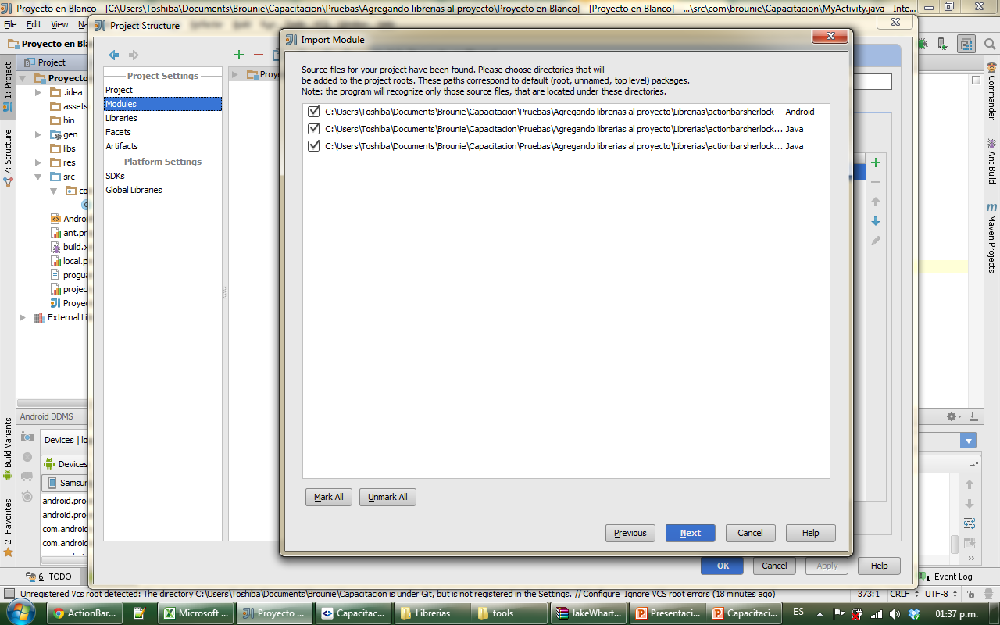 Proyecto en Blanco - [C:\Users\Toshiba\Documents\Brounie\Capacitacion\Pruebas\Agregando librerias al proyecto\Proyecto en Blanco] - [Proyecto en Blanco] - ...\src\com\brounie\Capacitacion\MyActivity.java - Inte...
File Edit View
Proyecto en Bla
Project Structure
Import Module
Project
Proyecto
.idea
assets
bin
gen
libs
res
src
co
Androi
ant.pr
build.x
local.p
progua
projec
Proyec
External Li
1: Project
Z: Structure
Build Variants
2: Favorites
Project Settings
Project
Modules
Libraries
Facets
Artifacts
Platform Settings
SDKs
Global Libraries
Proy
Source files for your project have been found. Please choose directories that will
be added to the project roots. These paths correspond to default (root, unnamed, top level) packages.
Note: the program will recognize only those source files, that are located under these directories.
C:\Users\Toshiba\Documents\Brounie\Capacitacion\Pruebas\Agregando librerias al proyecto\Librerias\actionbarsherlock Android
C:\Users\Toshiba\Documents\Brounie\Capacitacion\Pruebas\Agregando librerias al proyecto\Librerias\actionbarsherlock... Java
C:\Users\Toshiba\Documents\Brounie\Capacitacion\Pruebas\Agregando librerias al proyecto\Librerias\actionbarsherlock... Java
Mark All Unmark All
Previous Next Cancel Help
OK Cancel Apply Help
Commander
Ant Build
Maven Projects
Android DDMS
Devices | lo
Devices
Samsun
android.proc
android.proc
com.android
com.android
6: TODO
Event Log
Unregistered Vcs root detected: The directory C:\Users\Toshiba\Documents\Brounie\Capacitacion is under Git, but is not registered in the Settings. // Configure Ignore VCS root errors (18 minutes ago)
373:1 CRLF UTF-8
ActionBar... Microsoft ... Proyecto ... Capacitac... Librerias tools JakeWhart... Presentaci... Capacitaci... ES 01:37 p.m.